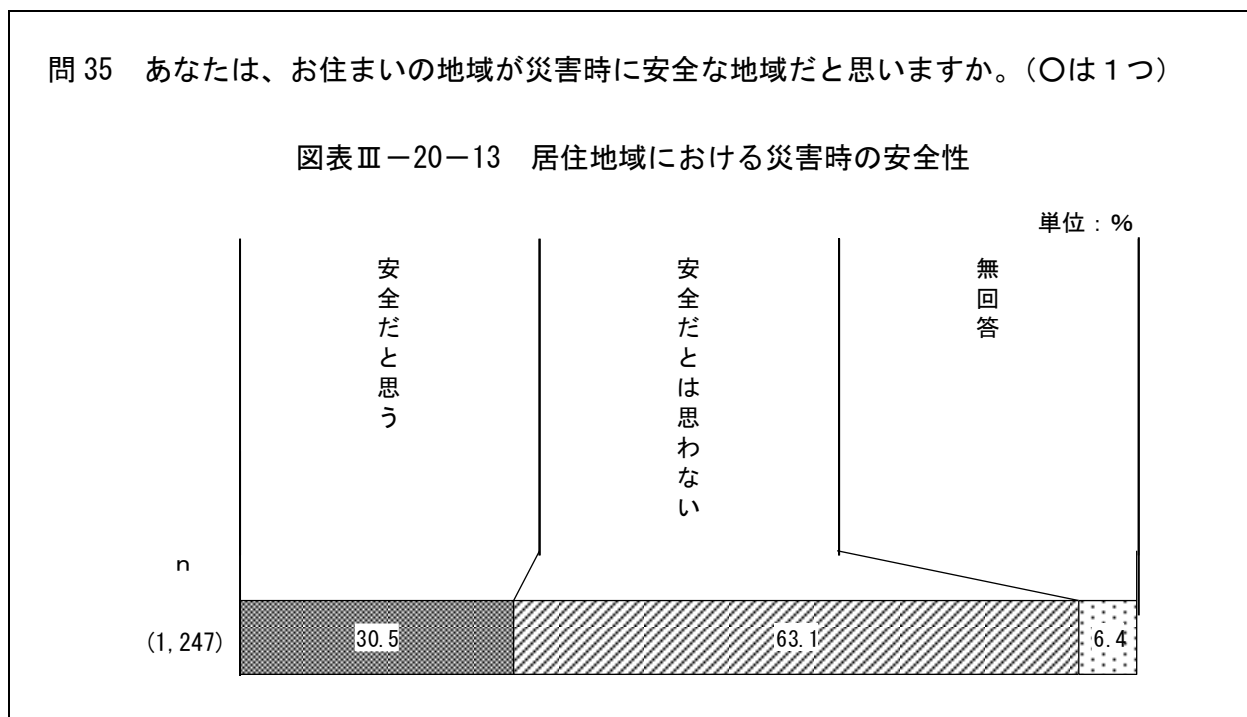 問35　あなたは、お住まいの地域が災害時に安全な地域だと思いますか。（○は１つ）
図表Ⅲ－20－13　居住地域における災害時の安全性
単位：％
安全だと思う
安全だとは思わない
無回答
ｎ
(1,247)
30.5
63.1
6.4